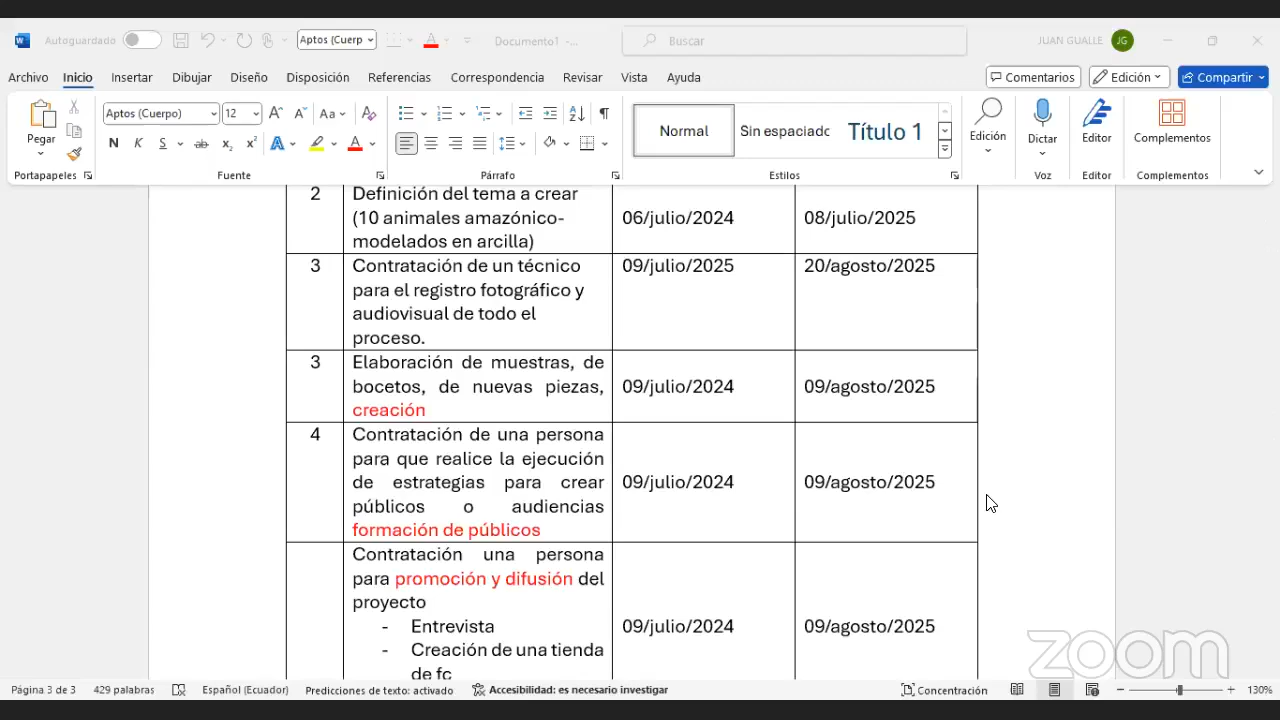 Autoguardado
Aptos (Cuerp
Documento1 -...
Buscar
JUAN GUALLE
JG
Archivo Inicio Insertar Dibujar Diseño Disposición Referencias Correspondencia Revisar Vista Ayuda
Comentarios
Edición
Compartir
Pegar
Aptos (Cuerpo)
12
Aa
N K S ab x₂ x² A A
Normal
Sin espaciado
Título 1
Edición
Dictar
Editor
Complementos
Portapapeles
Fuente
Párrafo
Estilos
Voz
Editor
Complementos
2
Definición del tema a crear
(10 animales amazónico-
modelados en arcilla)
06/julio/2024
08/julio/2025
3
Contratación de un técnico
para el registro fotográfico y
audiovisual de todo el
proceso.
09/julio/2025
20/agosto/2025
3
Elaboración de muestras, de
bocetos, de nuevas piezas,
creación
09/julio/2024
09/agosto/2025
4
Contratación de una persona
para que realice la ejecución
de estrategias para crear
públicos o audiencias
formación de públicos
09/julio/2024
09/agosto/2025
Contratación una persona
para promoción y difusión del
proyecto
- Entrevista
- Creación de una tienda
de fc
09/julio/2024
09/agosto/2025
zoom
Página 3 de 3
429 palabras
Español (Ecuador)
Predicciones de texto: activado
Accesibilidad: es necesario investigar
Concentración
130%